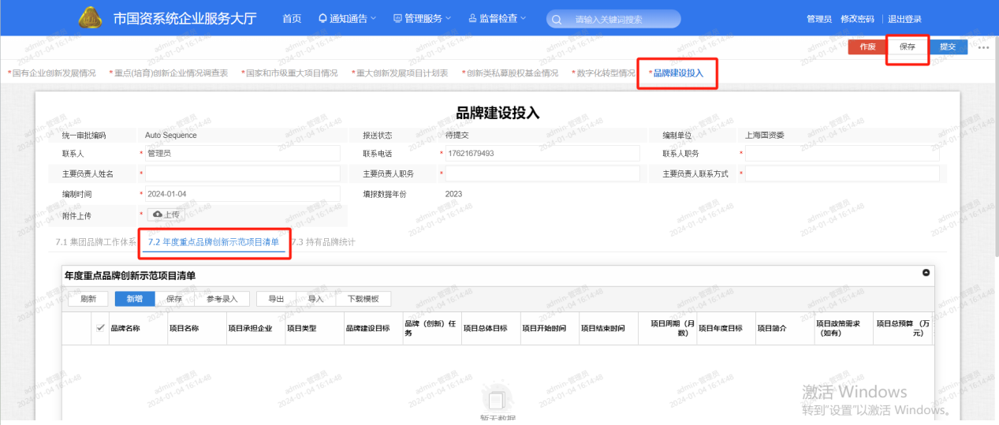 市国资系统企业服务大厅 首页 通知通告 管理服务 监督检查 请输入关键词搜索 管理员 修改密码 退出登录
作废 保存 提交
*国有企业创新发展情况 *重点(培育)创新企业情况调查表 *国家和市级重大项目情况 *重大创新发展项目计划表 *创新类私募股权基金情况 *数字化转型情况 *品牌建设投入
品牌建设投入
统一审批编码 Auto Sequence 报送状态 待提交 编制单位 上海国资委
联系人 * 管理员 联系电话 * 17621679493 联系人职务 *
主要负责人姓名 * 主要负责人职务 * 主要负责人联系方式 *
编制时间 * 2024-01-04 填报数据年份 2023
附件上传 * 上传
7.1 集团品牌工作体系 7.2 年度重点品牌创新示范项目清单 7.3 持有品牌统计
年度重点品牌创新示范项目清单
刷新 新增 保存 参考录入 导出 导入 下载模板
品牌名称 项目名称 项目承担企业 项目类型 品牌建设目标 品牌（创新）任务 项目总体目标 项目开始时间 项目结束时间 项目周期（月数） 项目年度目标 项目简介 项目政策需求（如有） 项目总预算（万元）
暂无数据
激活 Windows
转到"设置"以激活 Windows。
admin-管理员
2024-01-04 16:14:48